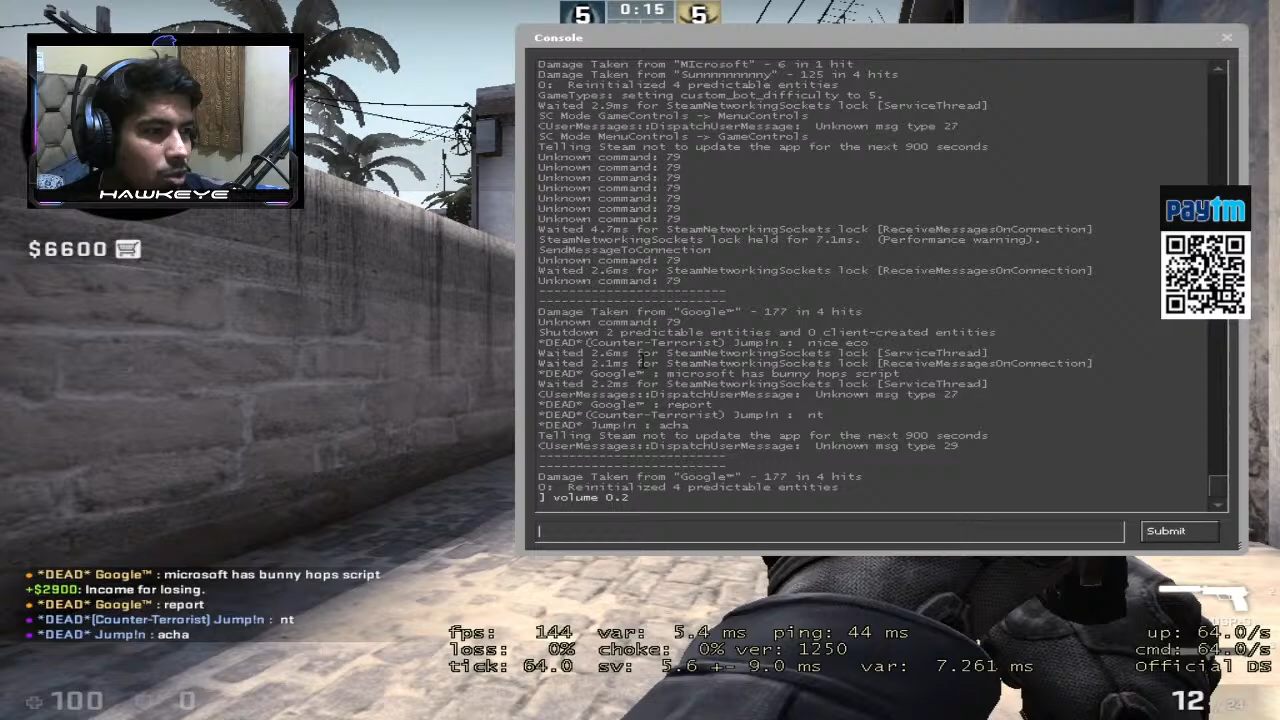 5 0:15 5
Console
Damage Taken from "MIcrosoft" - 6 in 1 hit
Damage Taken from "Sunnnnnnnnny" - 125 in 4 hits
0:  Reinitialized 4 predictable entities
GameTypes: setting custom_bot_difficulty to 5.
Waited 2.9ms for SteamNetworkingSockets lock [ServiceThread]
SC Mode GameControls -> MenuControls
CUserMessages::DispatchUserMessage:  Unknown msg type 27
SC Mode MenuControls -> GameControls
Telling Steam not to update the app for the next 900 seconds
Unknown command: 79
Unknown command: 79
Unknown command: 79
Unknown command: 79
Unknown command: 79
Unknown command: 79
Unknown command: 79
Waited 4.7ms for SteamNetworkingSockets lock [ReceiveMessagesOnConnection]
SteamNetworkingSockets lock held for 7.1ms.  (Performance warning).
SendMessageToConnection
Unknown command: 79
Waited 2.6ms for SteamNetworkingSockets lock [ReceiveMessagesOnConnection]
Unknown command: 79
-------------------------
-------------------------
Damage Taken from "Google™" - 177 in 4 hits
Unknown command: 79
Shutdown 2 predictable entities and 0 client-created entities
*DEAD*(Counter-Terrorist) Jump!n :  nice eco
Waited 2.6ms for SteamNetworkingSockets lock [ServiceThread]
Waited 2.1ms for SteamNetworkingSockets lock [ReceiveMessagesOnConnection]
*DEAD* Google™ : microsoft has bunny hops script
Waited 2.2ms for SteamNetworkingSockets lock [ServiceThread]
CUserMessages::DispatchUserMessage:  Unknown msg type 27
*DEAD* Google™ : report
*DEAD*(Counter-Terrorist) Jump!n :  nt
*DEAD* Jump!n : acha
Telling Steam not to update the app for the next 900 seconds
CUserMessages::DispatchUserMessage:  Unknown msg type 29
-------------------------
-------------------------
Damage Taken from "Google™" - 177 in 4 hits
0:  Reinitialized 4 predictable entities
] volume 0.2
Submit
HAWKEYE
$6600
paytm
*DEAD* Google™ : microsoft has bunny hops script
+$2900: Income for losing.
*DEAD* Google™ : report
*DEAD*[Counter-Terrorist] Jump!n :  nt
*DEAD* Jump!n : acha
fps: 144 var: 5.4 ms ping: 44 ms
loss: 0% choke: 0% ver: 1250
tick: 64.0 sv: 5.6 +- 9.0 ms var: 7.261 ms
up: 64.0/s
cmd: 64.0/s
Official DS
USP-S
100
0
12 / 24